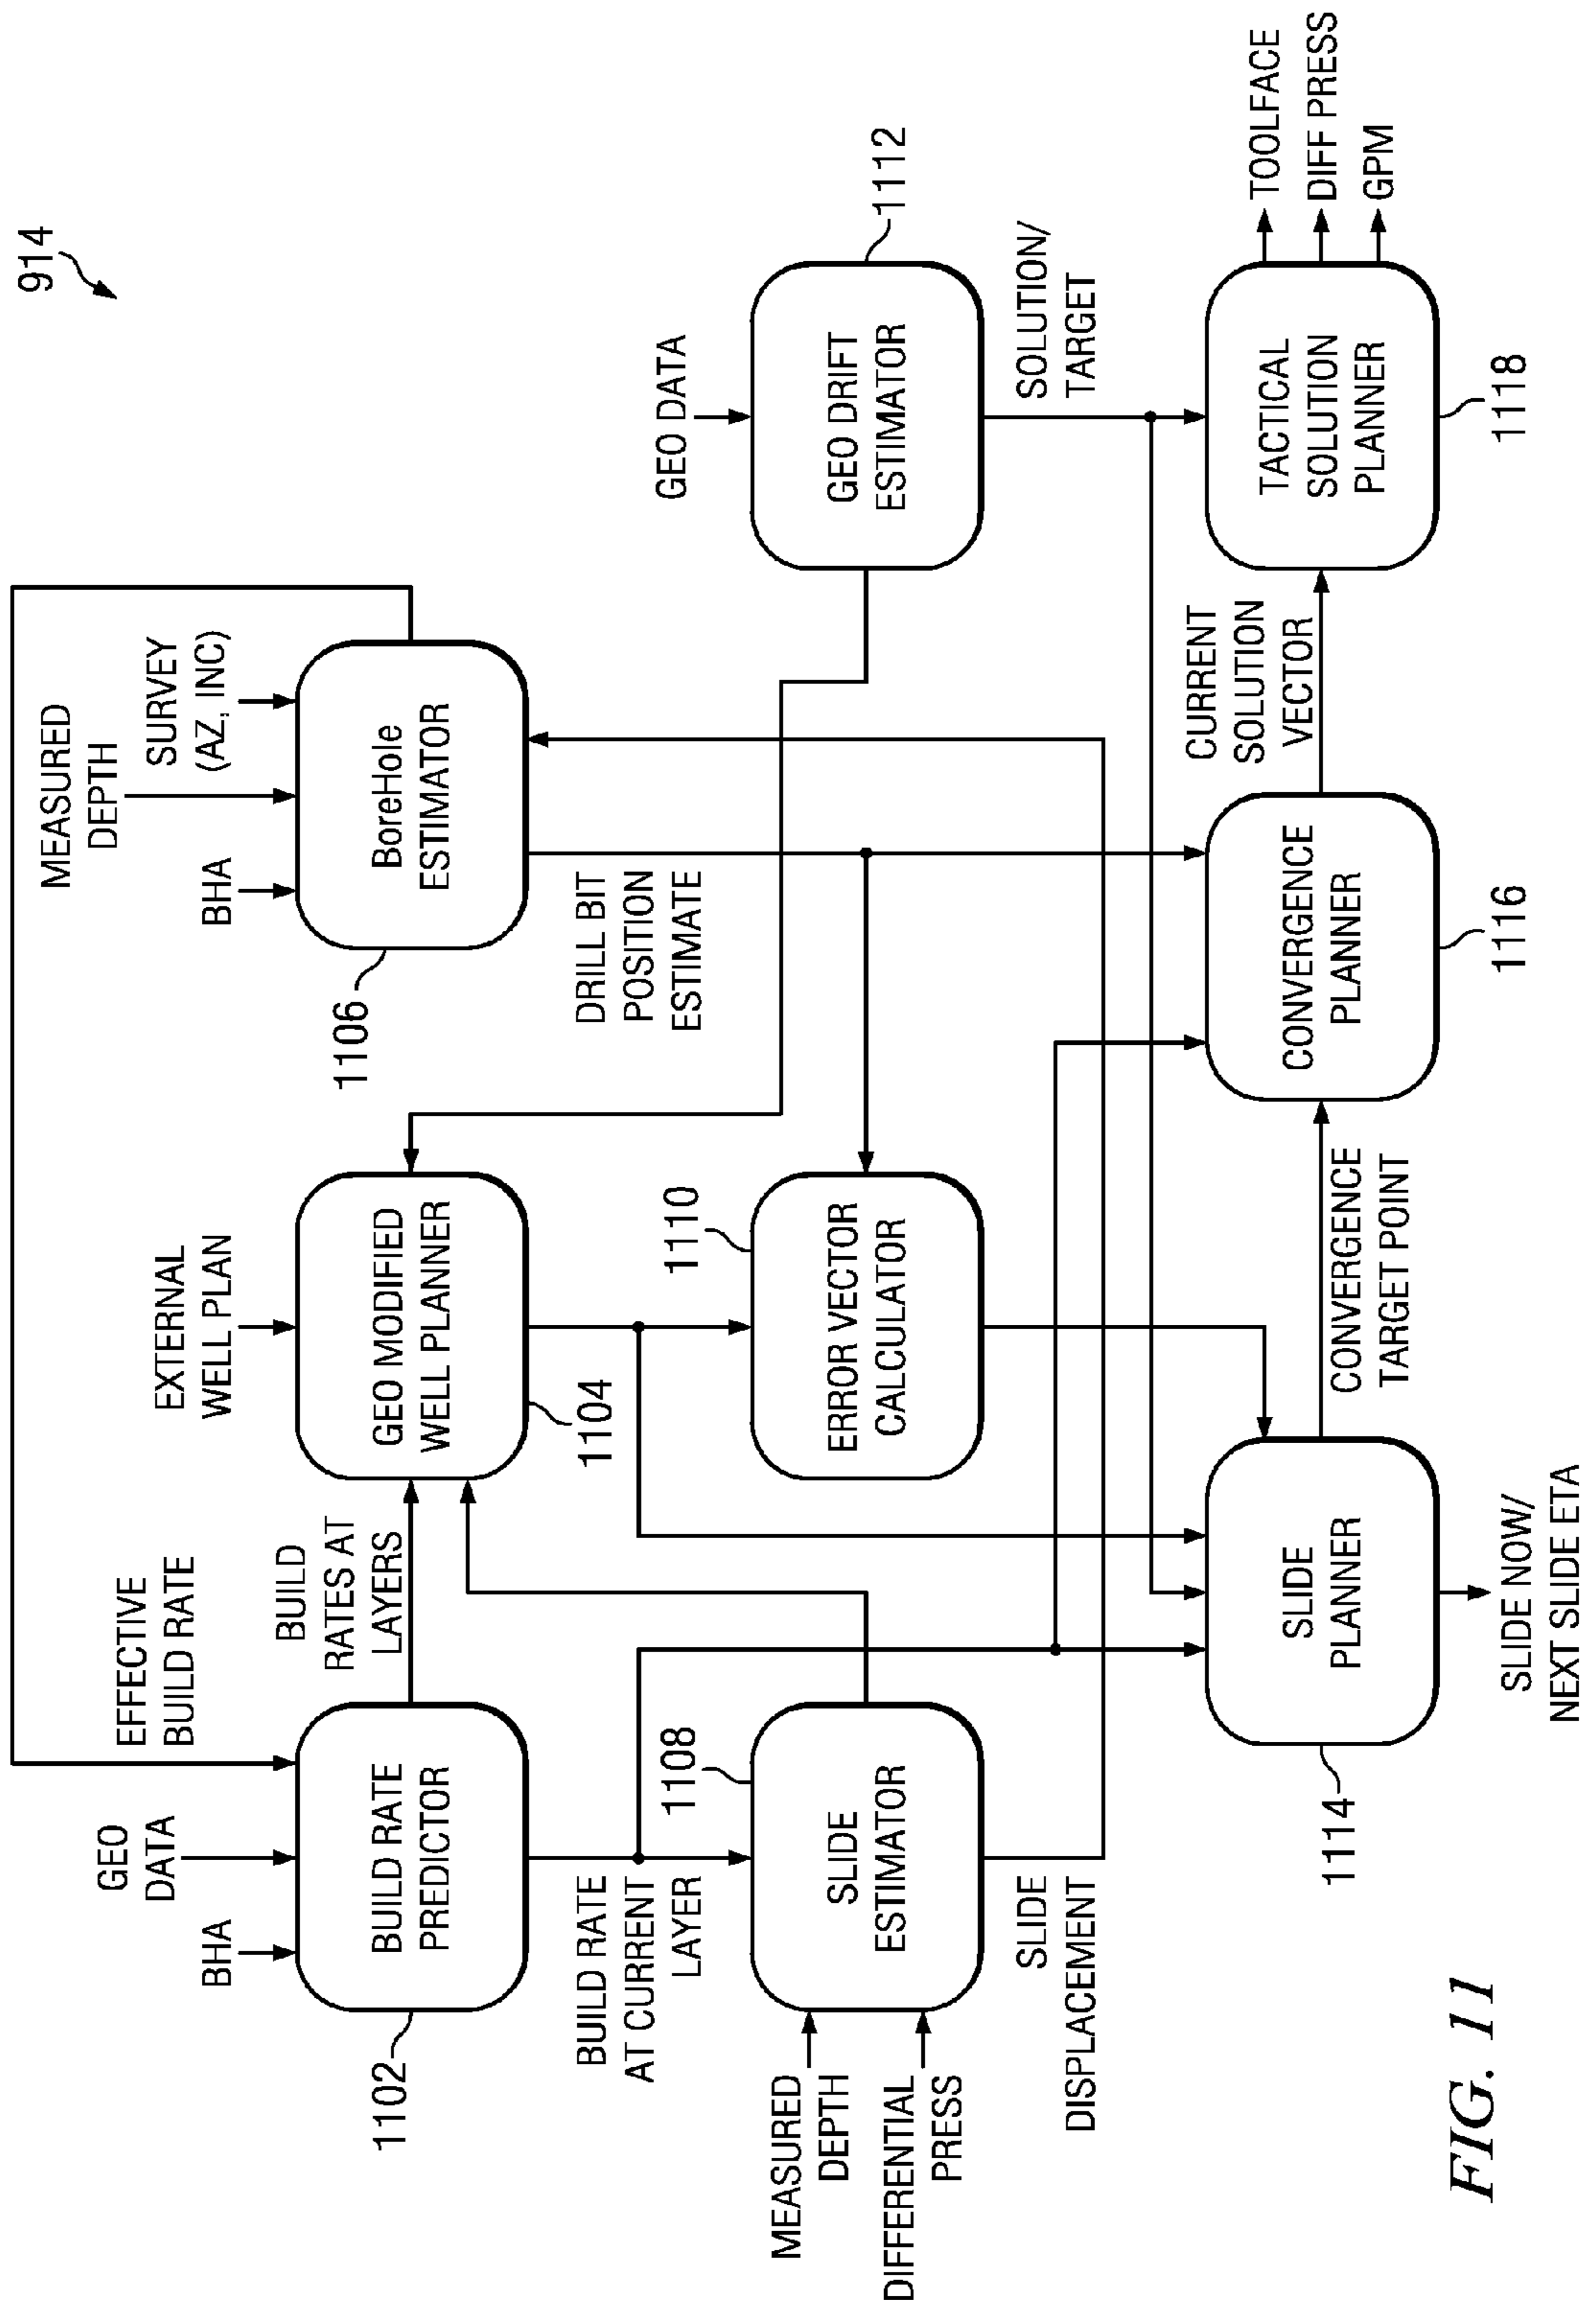 914
MEASURED
DEPTH
BHA
GEO
DATA
EFFECTIVE
BUILD RATE
EXTERNAL
WELL PLAN
BHA
SURVEY
(AZ, INC)
BUILD RATE
PREDICTOR
1102
BUILD
RATES AT
LAYERS
GEO MODIFIED
WELL PLANNER
1104
BoreHole
ESTIMATOR
1106
BUILD RATE
AT CURRENT
LAYER
DRILL BIT
POSITION
ESTIMATE
GEO DATA
MEASURED
DEPTH
DIFFERENTIAL
PRESS
SLIDE
ESTIMATOR
1108
ERROR VECTOR
CALCULATOR
1110
GEO DRIFT
ESTIMATOR
1112
SLIDE
DISPLACEMENT
SOLUTION/
TARGET
SLIDE
PLANNER
1114
CONVERGENCE
TARGET POINT
CONVERGENCE
PLANNER
1116
CURRENT
SOLUTION
VECTOR
TACTICAL
SOLUTION
PLANNER
1118
TOOLFACE
DIFF PRESS
GPM
SLIDE NOW/
NEXT SLIDE ETA
FIG. 11